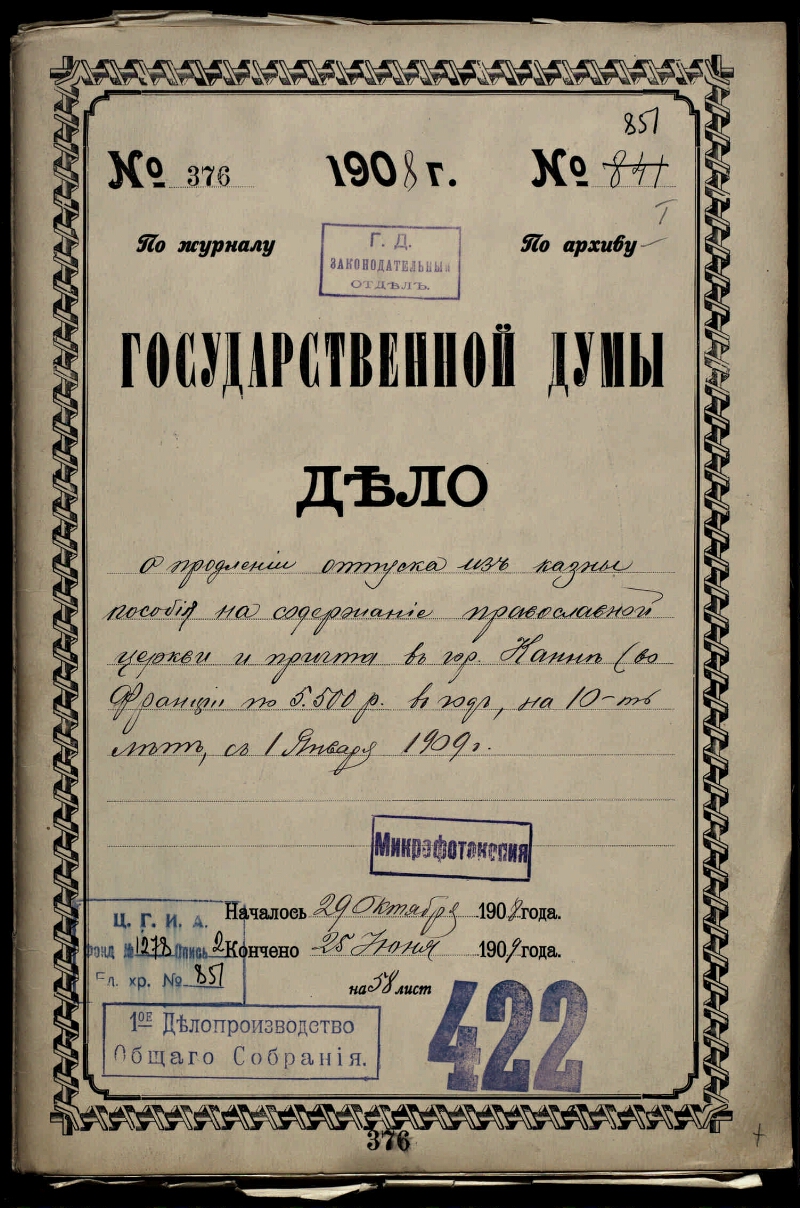 851
№ 376 1908 г. № 841
I
По журналу По архиву
Г. Д.
ЗАКОНОДАТЕЛЬНЫЙ
ОТДѢЛЪ.
ГОСУДАРСТВЕННОЙ ДУМЫ
ДѢЛО
О продленіи отпуска изъ казны
пособія на содержаніе православной
церкви и причта въ гор. Каннъ (во
Франціи по 5.500 р. въ годъ, на 10-ть
лѣтъ, съ 1 Января 1909 г.
Микрофотокопия
Началось 29 Октября 1908 года.
Кончено 25 Июня 1909 года.
на 58 лист
Ц. Г. И. А.
Фонд № 1278 Опись 2
Ед. хр. № 851
1ое Дѣлопроизводство
Общаго Собранія.
422
376